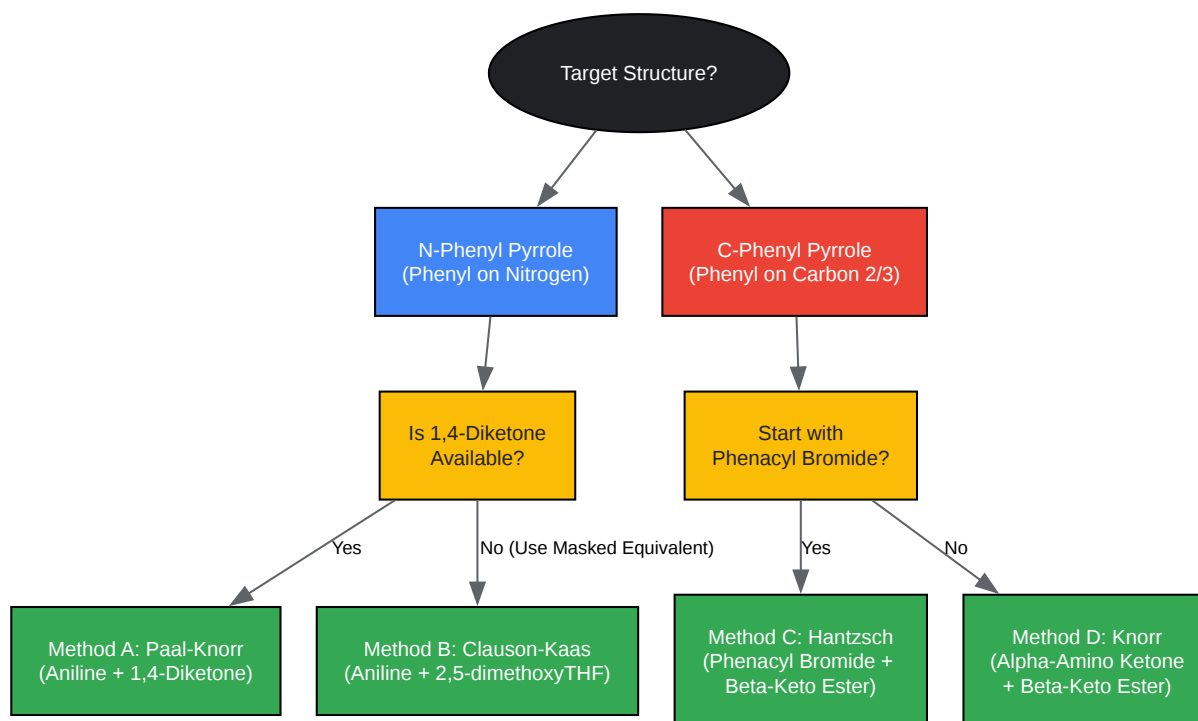 Target Structure?
N-Phenyl Pyrrole
(Phenyl on Nitrogen)
C-Phenyl Pyrrole
(Phenyl on Carbon 2/3)
Is 1,4-Diketone
Available?
Start with
Phenacyl Bromide?
Yes
No (Use Masked Equivalent)
Yes
No
Method A: Paal-Knorr
(Aniline + 1,4-Diketone)
Method B: Clauson-Kaas
(Aniline + 2,5-dimethoxyTHF)
Method C: Hantzsch
(Phenacyl Bromide +
Beta-Keto Ester)
Method D: Knorr
(Alpha-Amino Ketone
+ Beta-Keto Ester)